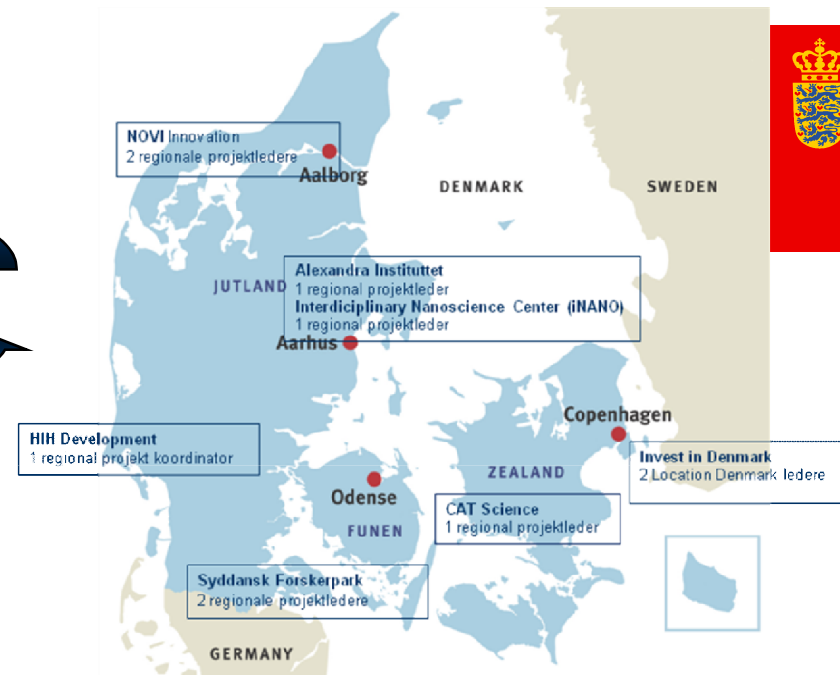 NOVI Innovation
2 regionale projektledere
Aalborg
DENMARK
SWEDEN
JUTLAND
Alexandra Instituttet
1 regional projektleder
Interdiciplinary Nanoscience Center (iNANO)
1 regional projektleder
Aarhus
Copenhagen
HIH Development
1 regional projekt koordinator
Invest in Denmark
2 Location Denmark ledere
ZEALAND
Odense
CAT Science
1 regional projektleder
FUNEN
Syddansk Forskerpark
2 regionale projektledere
GERMANY